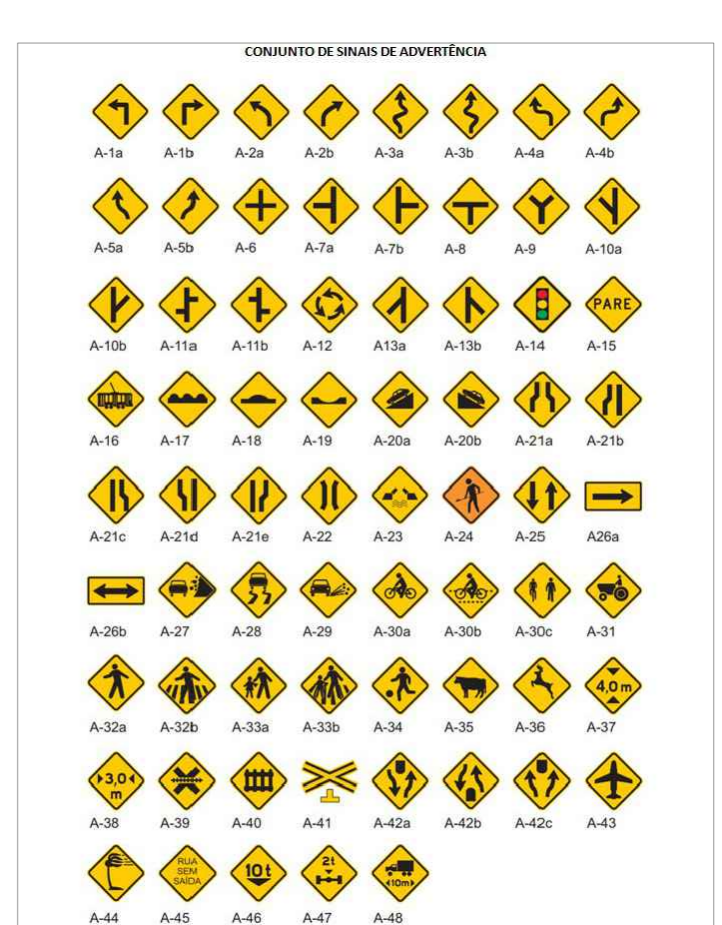 CONJUNTO DE SINAIS DE ADVERTÊNCIA
A-1a A-1b A-2a A-2b A-3a A-3b A-4a A-4b
A-5a A-5b A-6 A-7a A-7b A-8 A-9 A-10a
PARE
A-10b A-11a A-11b A-12 A13a A-13b A-14 A-15
A-16 A-17 A-18 A-19 A-20a A-20b A-21a A-21b
A-21c A-21d A-21e A-22 A-23 A-24 A-25 A26a
A-26b A-27 A-28 A-29 A-30a A-30b A-30c A-31
4,0 m
A-32a A-32b A-33a A-33b A-34 A-35 A-36 A-37
3,0
m
A-38 A-39 A-40 A-41 A-42a A-42b A-42c A-43
RUA
SEM
SAÍDA
10 t
2t
10m
A-44 A-45 A-46 A-47 A-48